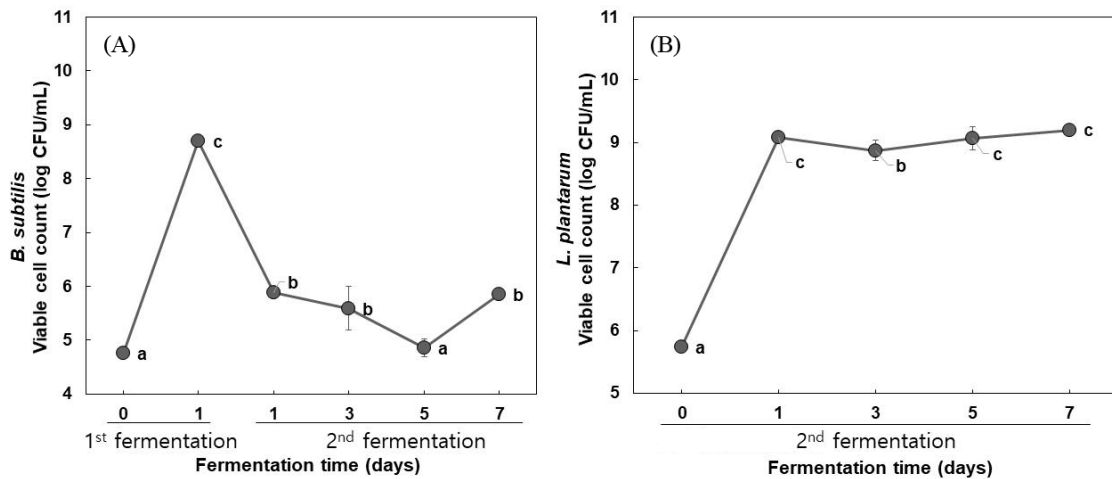 (A)
B. subtilis
Viable cell count (log CFU/mL)
11
10
9
8
7
6
5
4
a
c
b
b
a
b
0 1 1 3 5 7
1st fermentation 2nd fermentation
Fermentation time (days)
(B)
L. plantarum
Viable cell count (log CFU/mL)
11
10
9
8
7
6
5
a
c
b
c
c
0 1 3 5 7
2nd fermentation
Fermentation time (days)